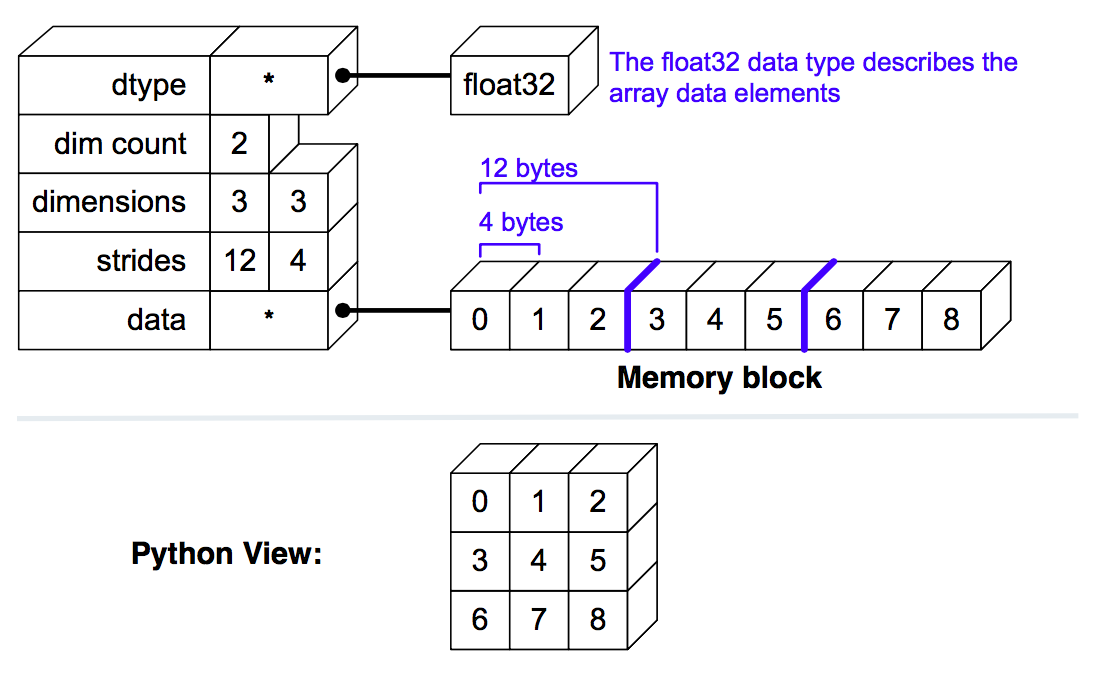 dtype * float32
The float32 data type describes the
array data elements
dim count 2
12 bytes
dimensions 3 3
4 bytes
strides 12 4
data * 0 1 2 3 4 5 6 7 8
Memory block
0 1 2
Python View:
3 4 5
6 7 8